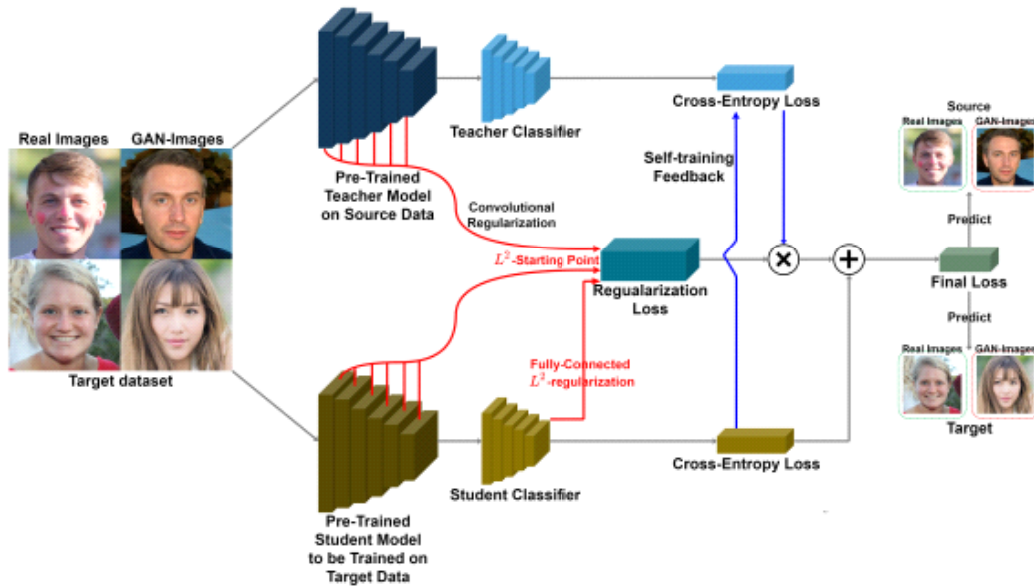 Real Images
GAN-Images
Target dataset
Pre-Trained
Teacher Model
on Source Data
Teacher Classifier
Cross-Entropy Loss
Self-training
Feedback
Convolutional
Regularization
L²-Starting Point
Regualarization
Loss
Fully-Connected
L²-regularization
Pre-Trained
Student Model
to be Trained on
Target Data
Student Classifier
Cross-Entropy Loss
×
+
Source
Real Images
GAN-Images
Predict
Final Loss
Predict
Real Images
GAN-Images
Target